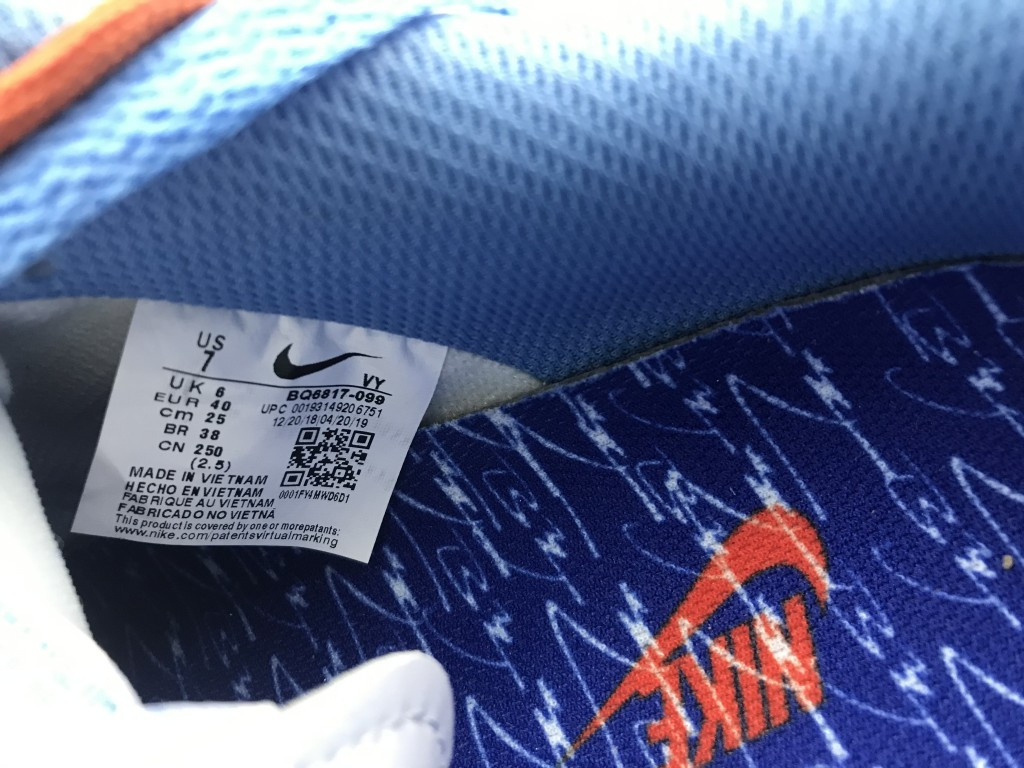 US
7
VY
UK 6
BQ6817-099
EUR 40
UPC 00193149206751
cm 25
12/20/18 04/20/19
BR 38
CN 250
(2.5)
MADE IN VIETNAM
HECHO EN VIETNAM
0001FY4MWD6D1
FABRIQUE AU VIETNAM
FABRICADO NO VIETNÃ
This product is covered by one or more patents:
www.nike.com/patentsvirtualmarking
NIKE